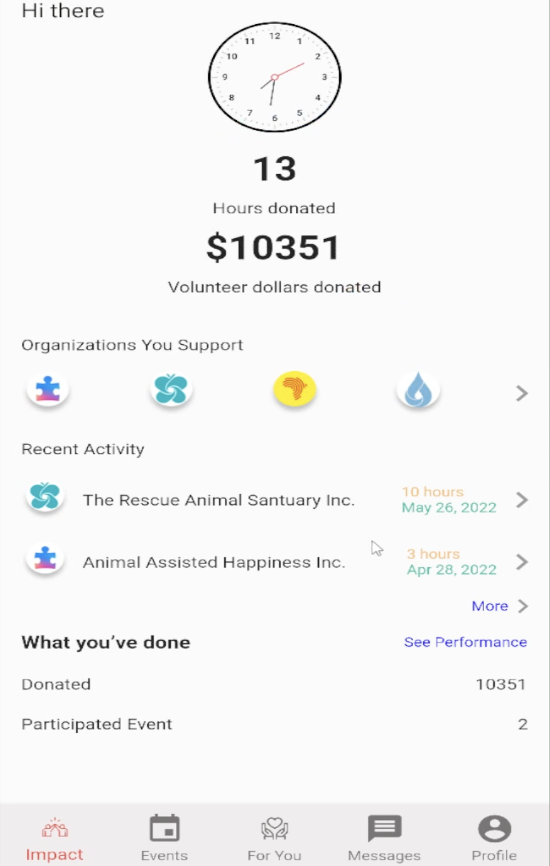 Hi there
12
11 1
10 2
9 3
8 4
7 5
6
13
Hours donated
$10351
Volunteer dollars donated
Organizations You Support
Recent Activity
The Rescue Animal Santuary Inc.
10 hours
May 26, 2022
Animal Assisted Happiness Inc.
3 hours
Apr 28, 2022
More
What you've done
See Performance
Donated 10351
Participated Event 2
Impact Events For You Messages Profile